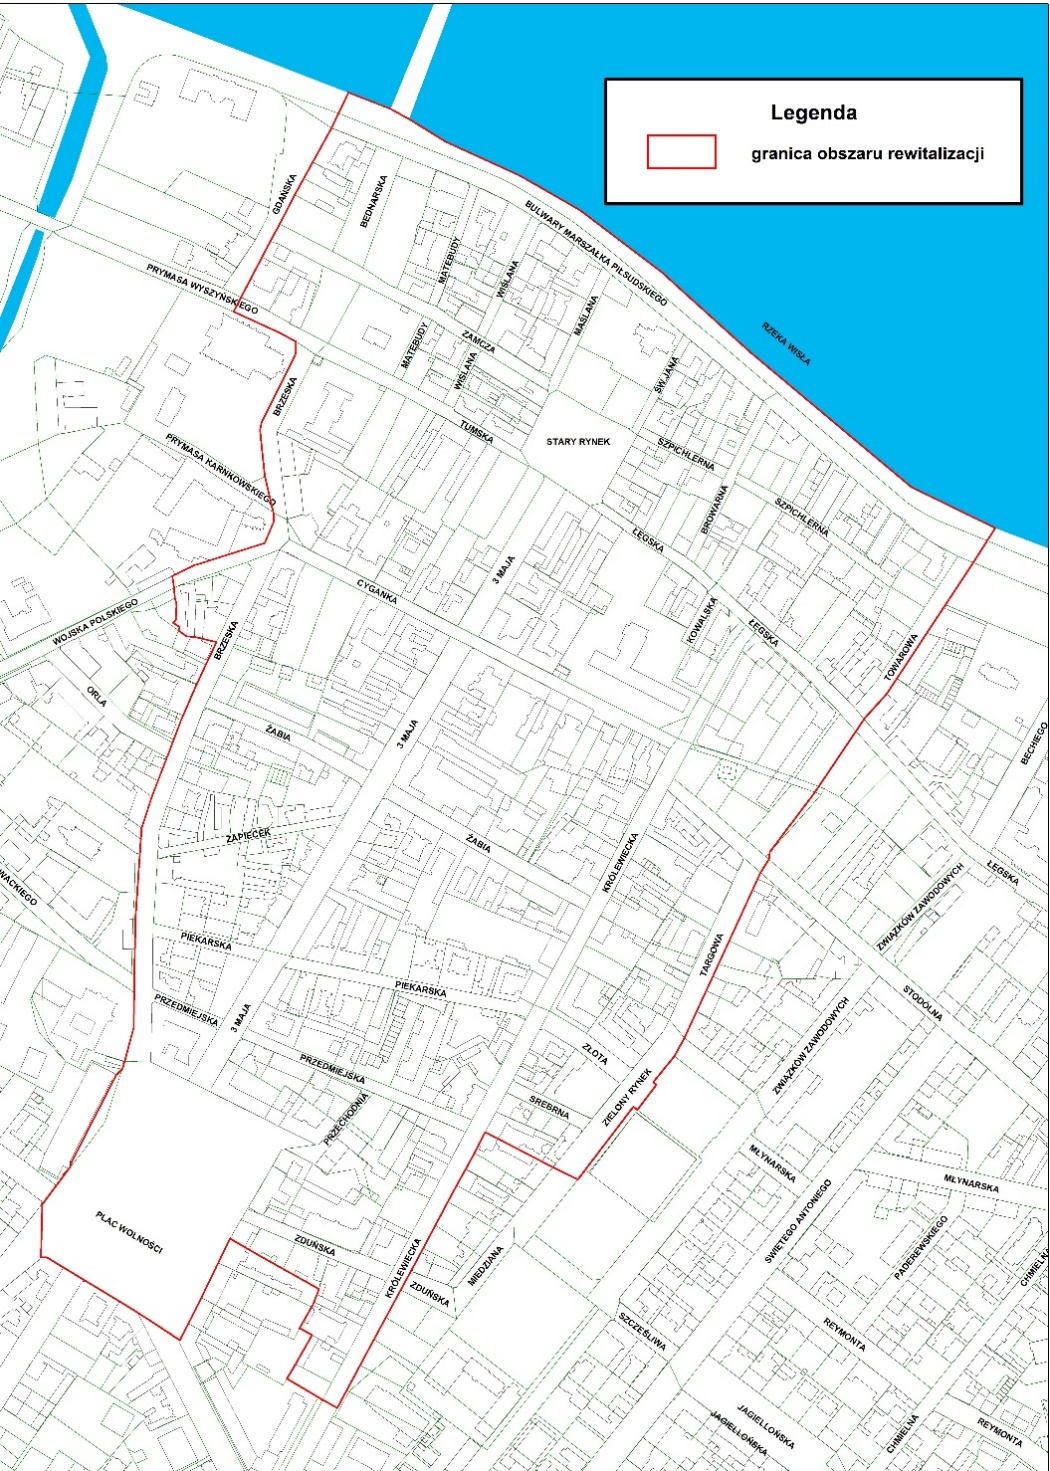 Legenda
granica obszaru rewitalizacji
GDAŃSKA
BEDNARSKA
BULWARY MARSZAŁKA PIŁSUDSKIEGO
MATEBUDY
WIŚLANA
PRYMASA WYSZYŃSKIEGO
MAŚLANA
RZEKA WISŁA
MATEBUDY
ZAMCZA
WIŚLANA
ŚW.JANA
BRZESKA
TUMSKA
STARY RYNEK
SZPICHLERNA
PRYMASA KARNKOWSKIEGO
BROWARNA
SZPICHLERNA
ŁĘGSKA
3 MAJA
CYGANKA
WOJSKA POLSKIEGO
BRZESKA
KOWALSKA
ŁĘGSKA
TOWAROWA
ORLA
ŻABIA
3 MAJA
BECHIEGO
ZAPIECEK
ŻABIA
KRÓLEWIECKA
ŁĘGSKA
WACKIEGO
ZWIĄZKÓW ZAWODOWYCH
PIEKARSKA
TARGOWA
PIEKARSKA
STODÓLNA
PRZEDMIEJSKA
3 MAJA
ZWIĄZKÓW ZAWODOWYCH
ZŁOTA
PRZEDMIEJSKA
ZIELONY RYNEK
SREBRNA
PRZECHODNIA
MŁYNARSKA
MŁYNARSKA
PLAC WOLNOŚCI
ŚWIĘTEGO ANTONIEGO
PADEREWSKIEGO
ZDUŃSKA
KRÓLEWIECKA
MIEDZIANA
CHMIELNA
ZDUŃSKA
SZCZĘŚLIWA
REYMONTA
JAGIELLOŃSKA
JAGIELLOŃSKA
CHMIELNA
REYMONTA